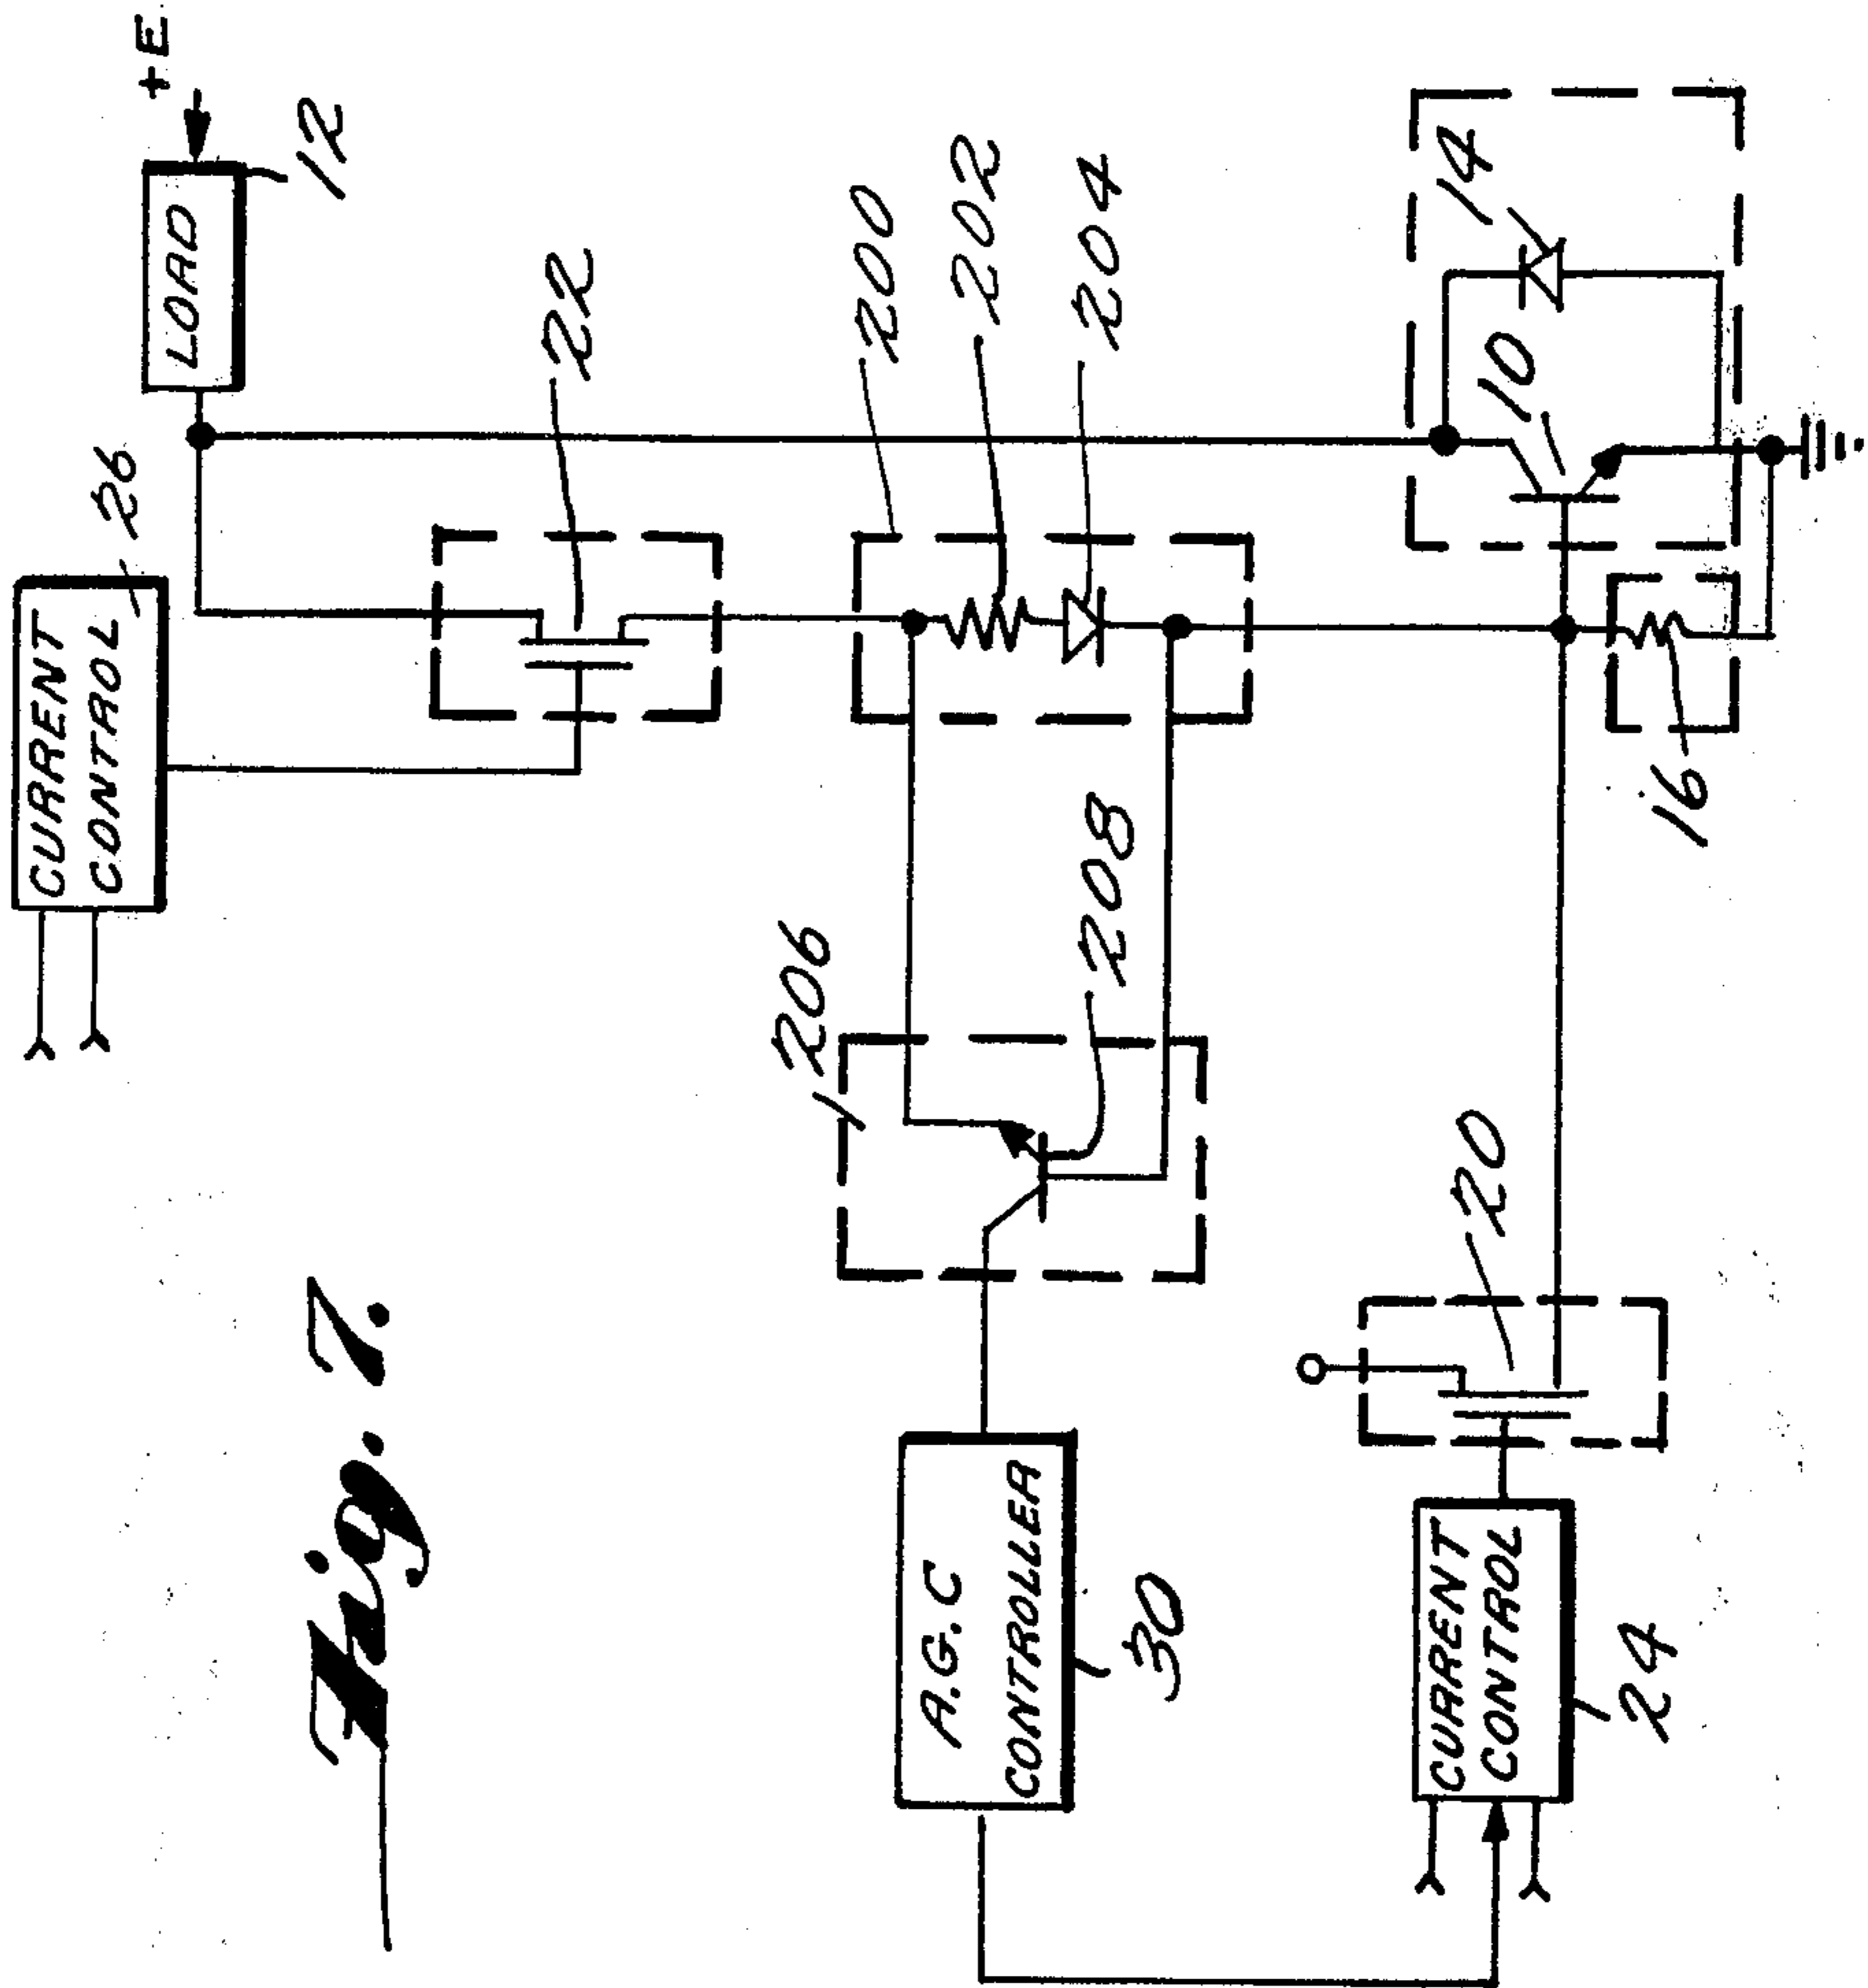 CURRENT
CONTROL
26
+E
LOAD
12
Fig. 7.
22
206
200
202
204
208
A.G.C
CONTROLLER
30
20
14
10
CURRENT
CONTROL
24
16